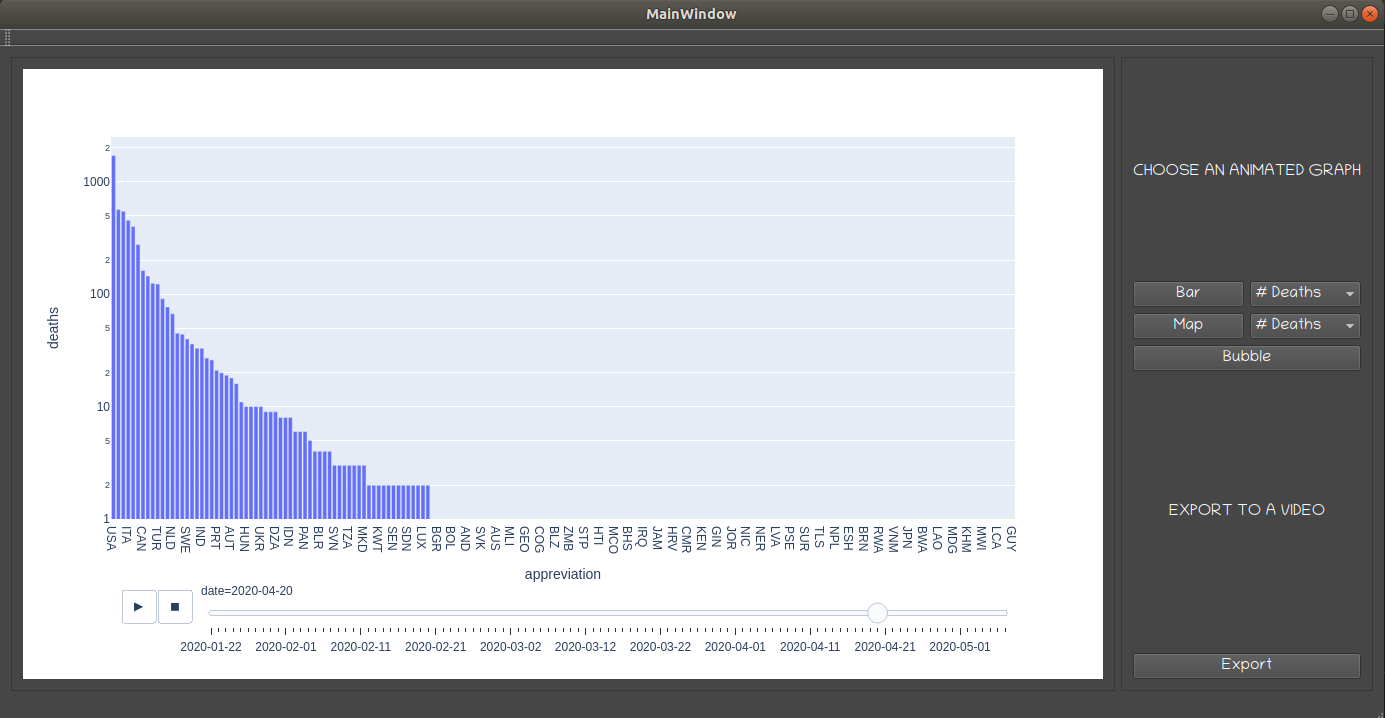 MainWindow
2
1000
5
2
100
5
2
10
5
2
1
deaths
USA ITA CAN TUR NLD SWE IND PRT AUT HUN UKR DZA IDN PAN BLR SVN TZA MKD KWT SEN SDN LUX BGR BOL AND SVK AUS MLI GEO COG BLZ ZMB STP HTI MCO BHS IRQ JAM HRV CMR KEN GIN JOR NIC NER LVA PSE SUR TLS NPL ESH BRN RWA VNM JPN BWA LAO MDG KHM MWI LCA GUY
appreviation
date=2020-04-20
2020-01-22 2020-02-01 2020-02-11 2020-02-21 2020-03-02 2020-03-12 2020-03-22 2020-04-01 2020-04-11 2020-04-21 2020-05-01
CHOOSE AN ANIMATED GRAPH
Bar # Deaths
Map # Deaths
Bubble
EXPORT TO A VIDEO
Export